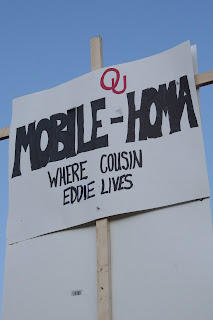 OU
MOBILE-HOMA
WHERE COUSIN
EDDIE LIVES